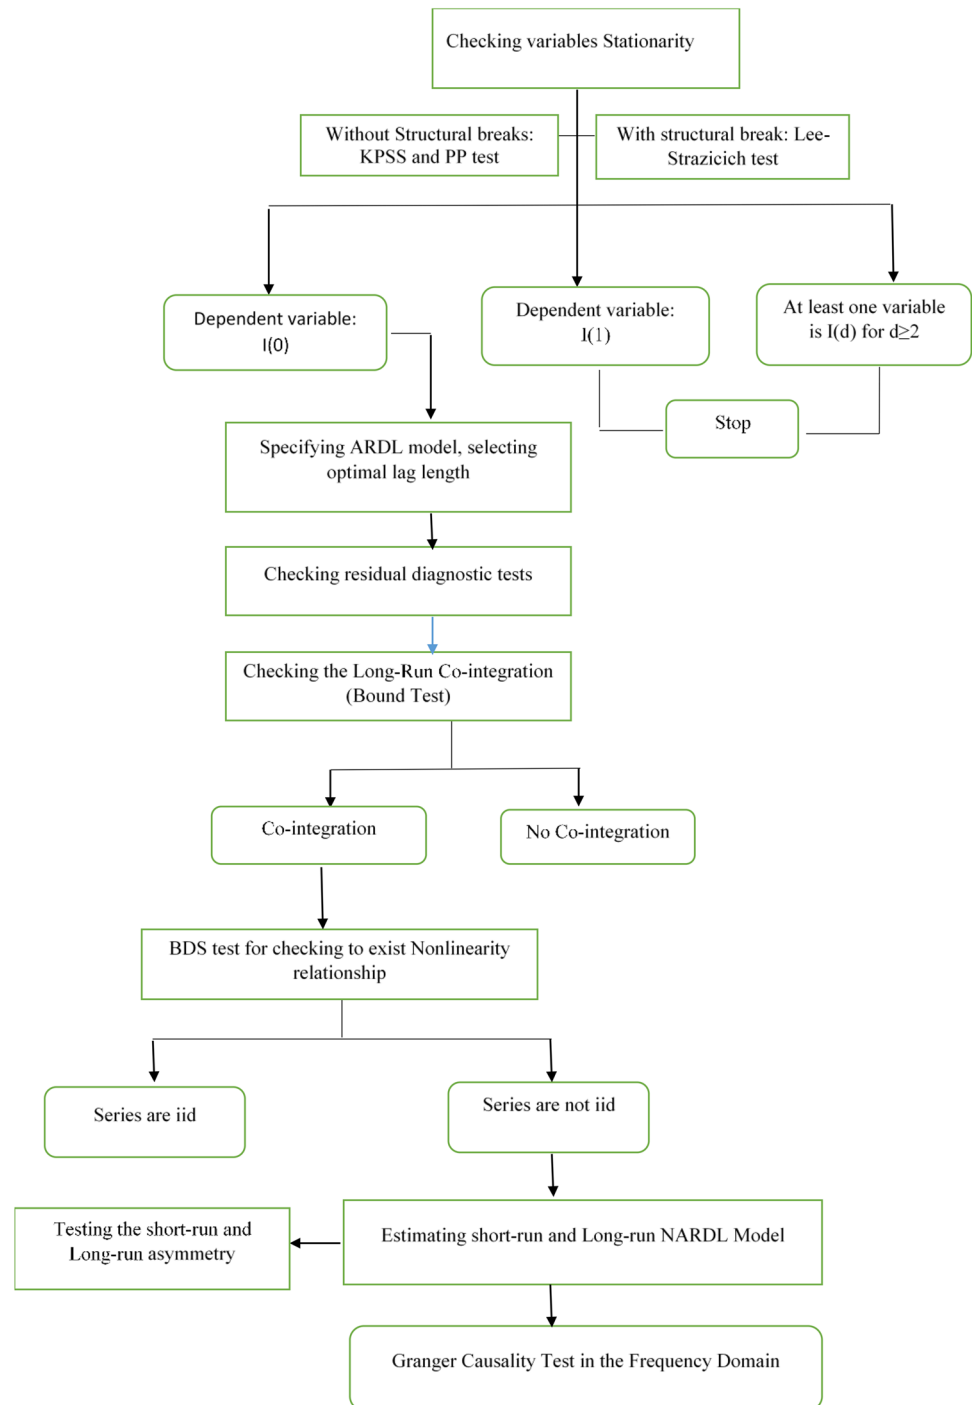 Checking variables Stationarity
Without Structural breaks:
KPSS and PP test
With structural break: Lee-
Strazicich test
Dependent variable:
I(0)
Dependent variable:
I(1)
At least one variable
is I(d) for d≥2
Stop
Specifying ARDL model, selecting
optimal lag length
Checking residual diagnostic tests
Checking the Long-Run Co-integration
(Bound Test)
Co-integration
No Co-integration
BDS test for checking to exist Nonlinearity
relationship
Series are iid
Series are not iid
Testing the short-run and
Long-run asymmetry
Estimating short-run and Long-run NARDL Model
Granger Causality Test in the Frequency Domain